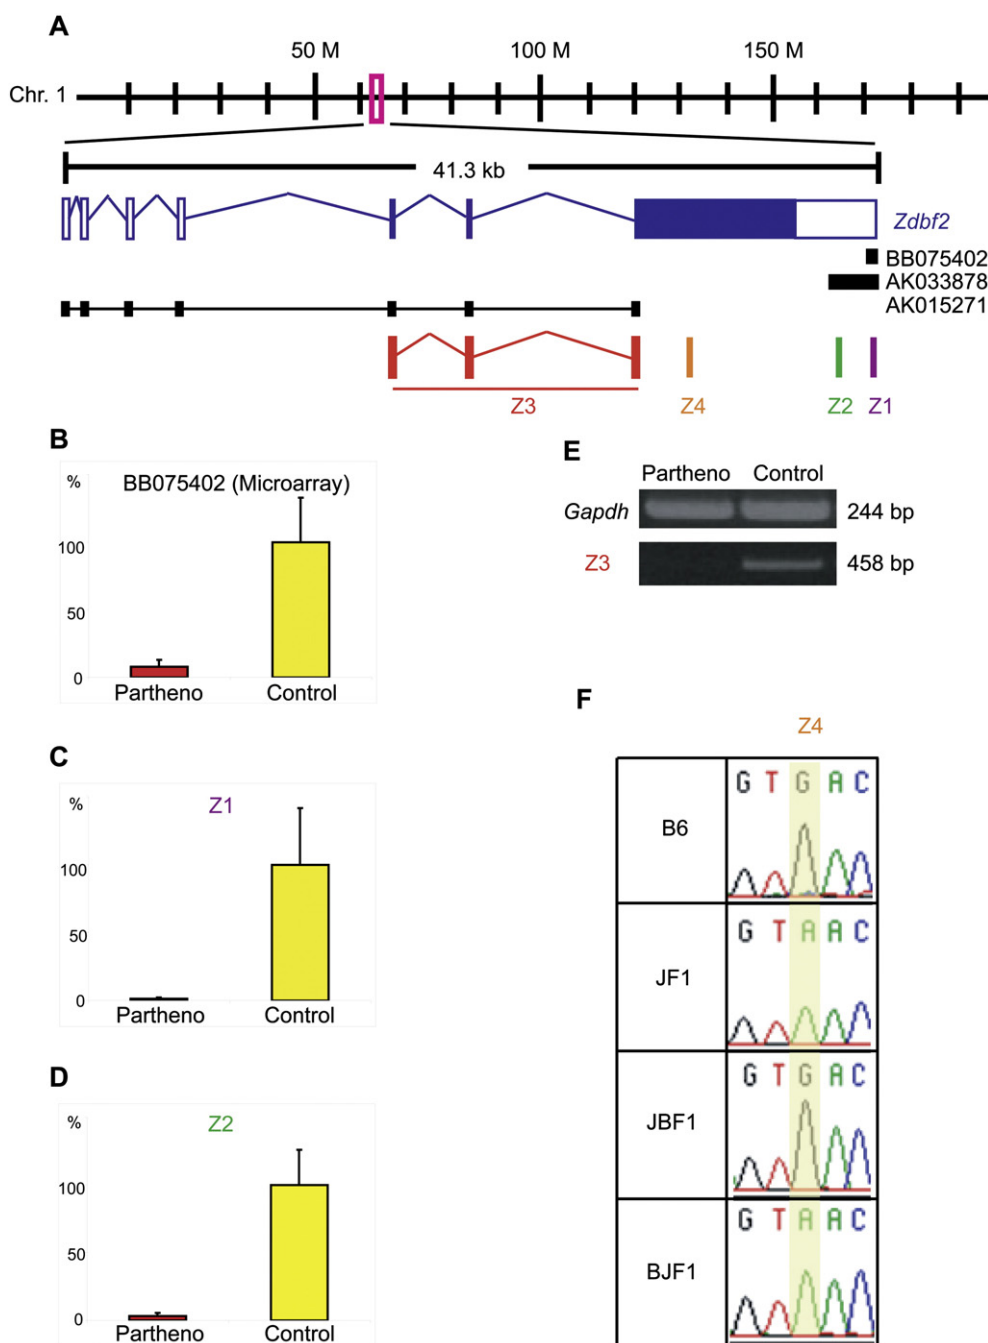 A
50 M 100 M 150 M
Chr. 1
41.3 kb
Zdbf2
BB075402
AK033878
AK015271
Z3 Z4 Z2 Z1
B
%
BB075402 (Microarray)
100
50
0
Partheno Control
C
%
Z1
100
50
0
Partheno Control
D
%
Z2
100
50
0
Partheno Control
E
Partheno Control
Gapdh 244 bp
Z3 458 bp
F
Z4
B6 G T G A C
JF1 G T A A C
JBF1 G T G A C
BJF1 G T A A C